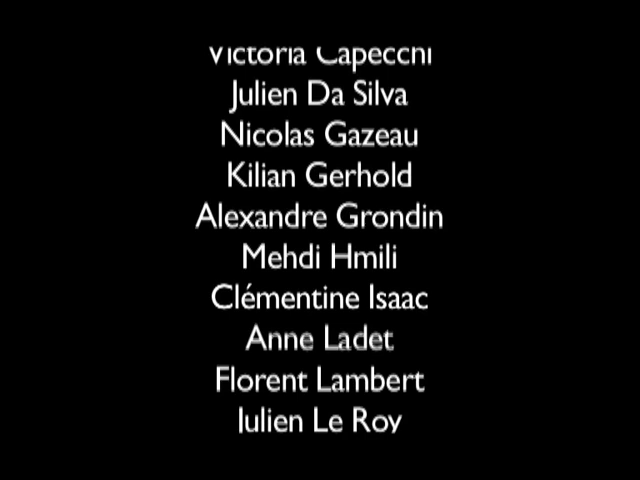 Victoria Capecchi
Julien Da Silva
Nicolas Gazeau
Kilian Gerhold
Alexandre Grondin
Mehdi Hmili
Clémentine Isaac
Anne Ladet
Florent Lambert
Julien Le Roy